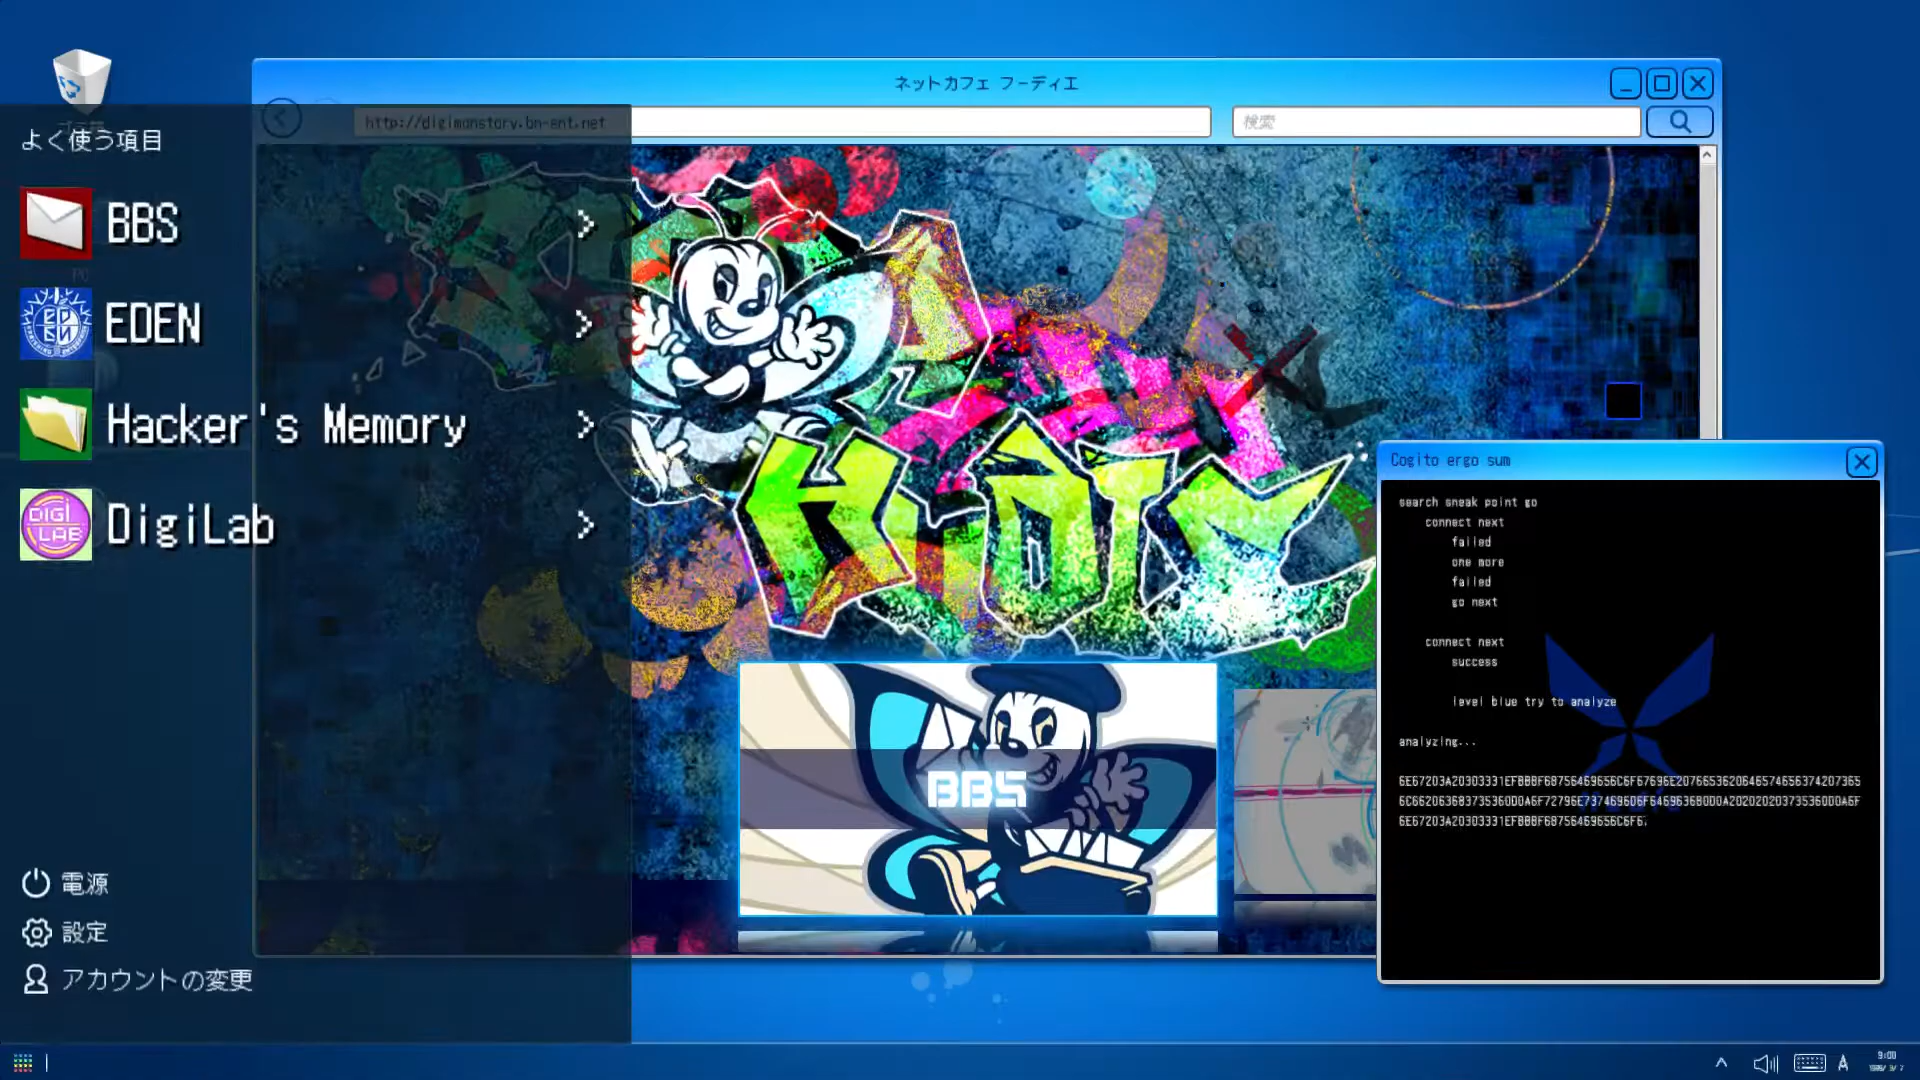 ネットカフェ フーディエ
http://digimonstory.bn-ent.net
検索
よく使う項目
BBS
EDEN
Hacker's Memory
DigiLab
DIGI
LAB
Hudie
BBS
Cogito ergo sum
search sneak point go
connect next
failed
one more
failed
go next
connect next
success
level blue try to analyze
analyzing...
電源
設定
アカウントの変更
A
9:00